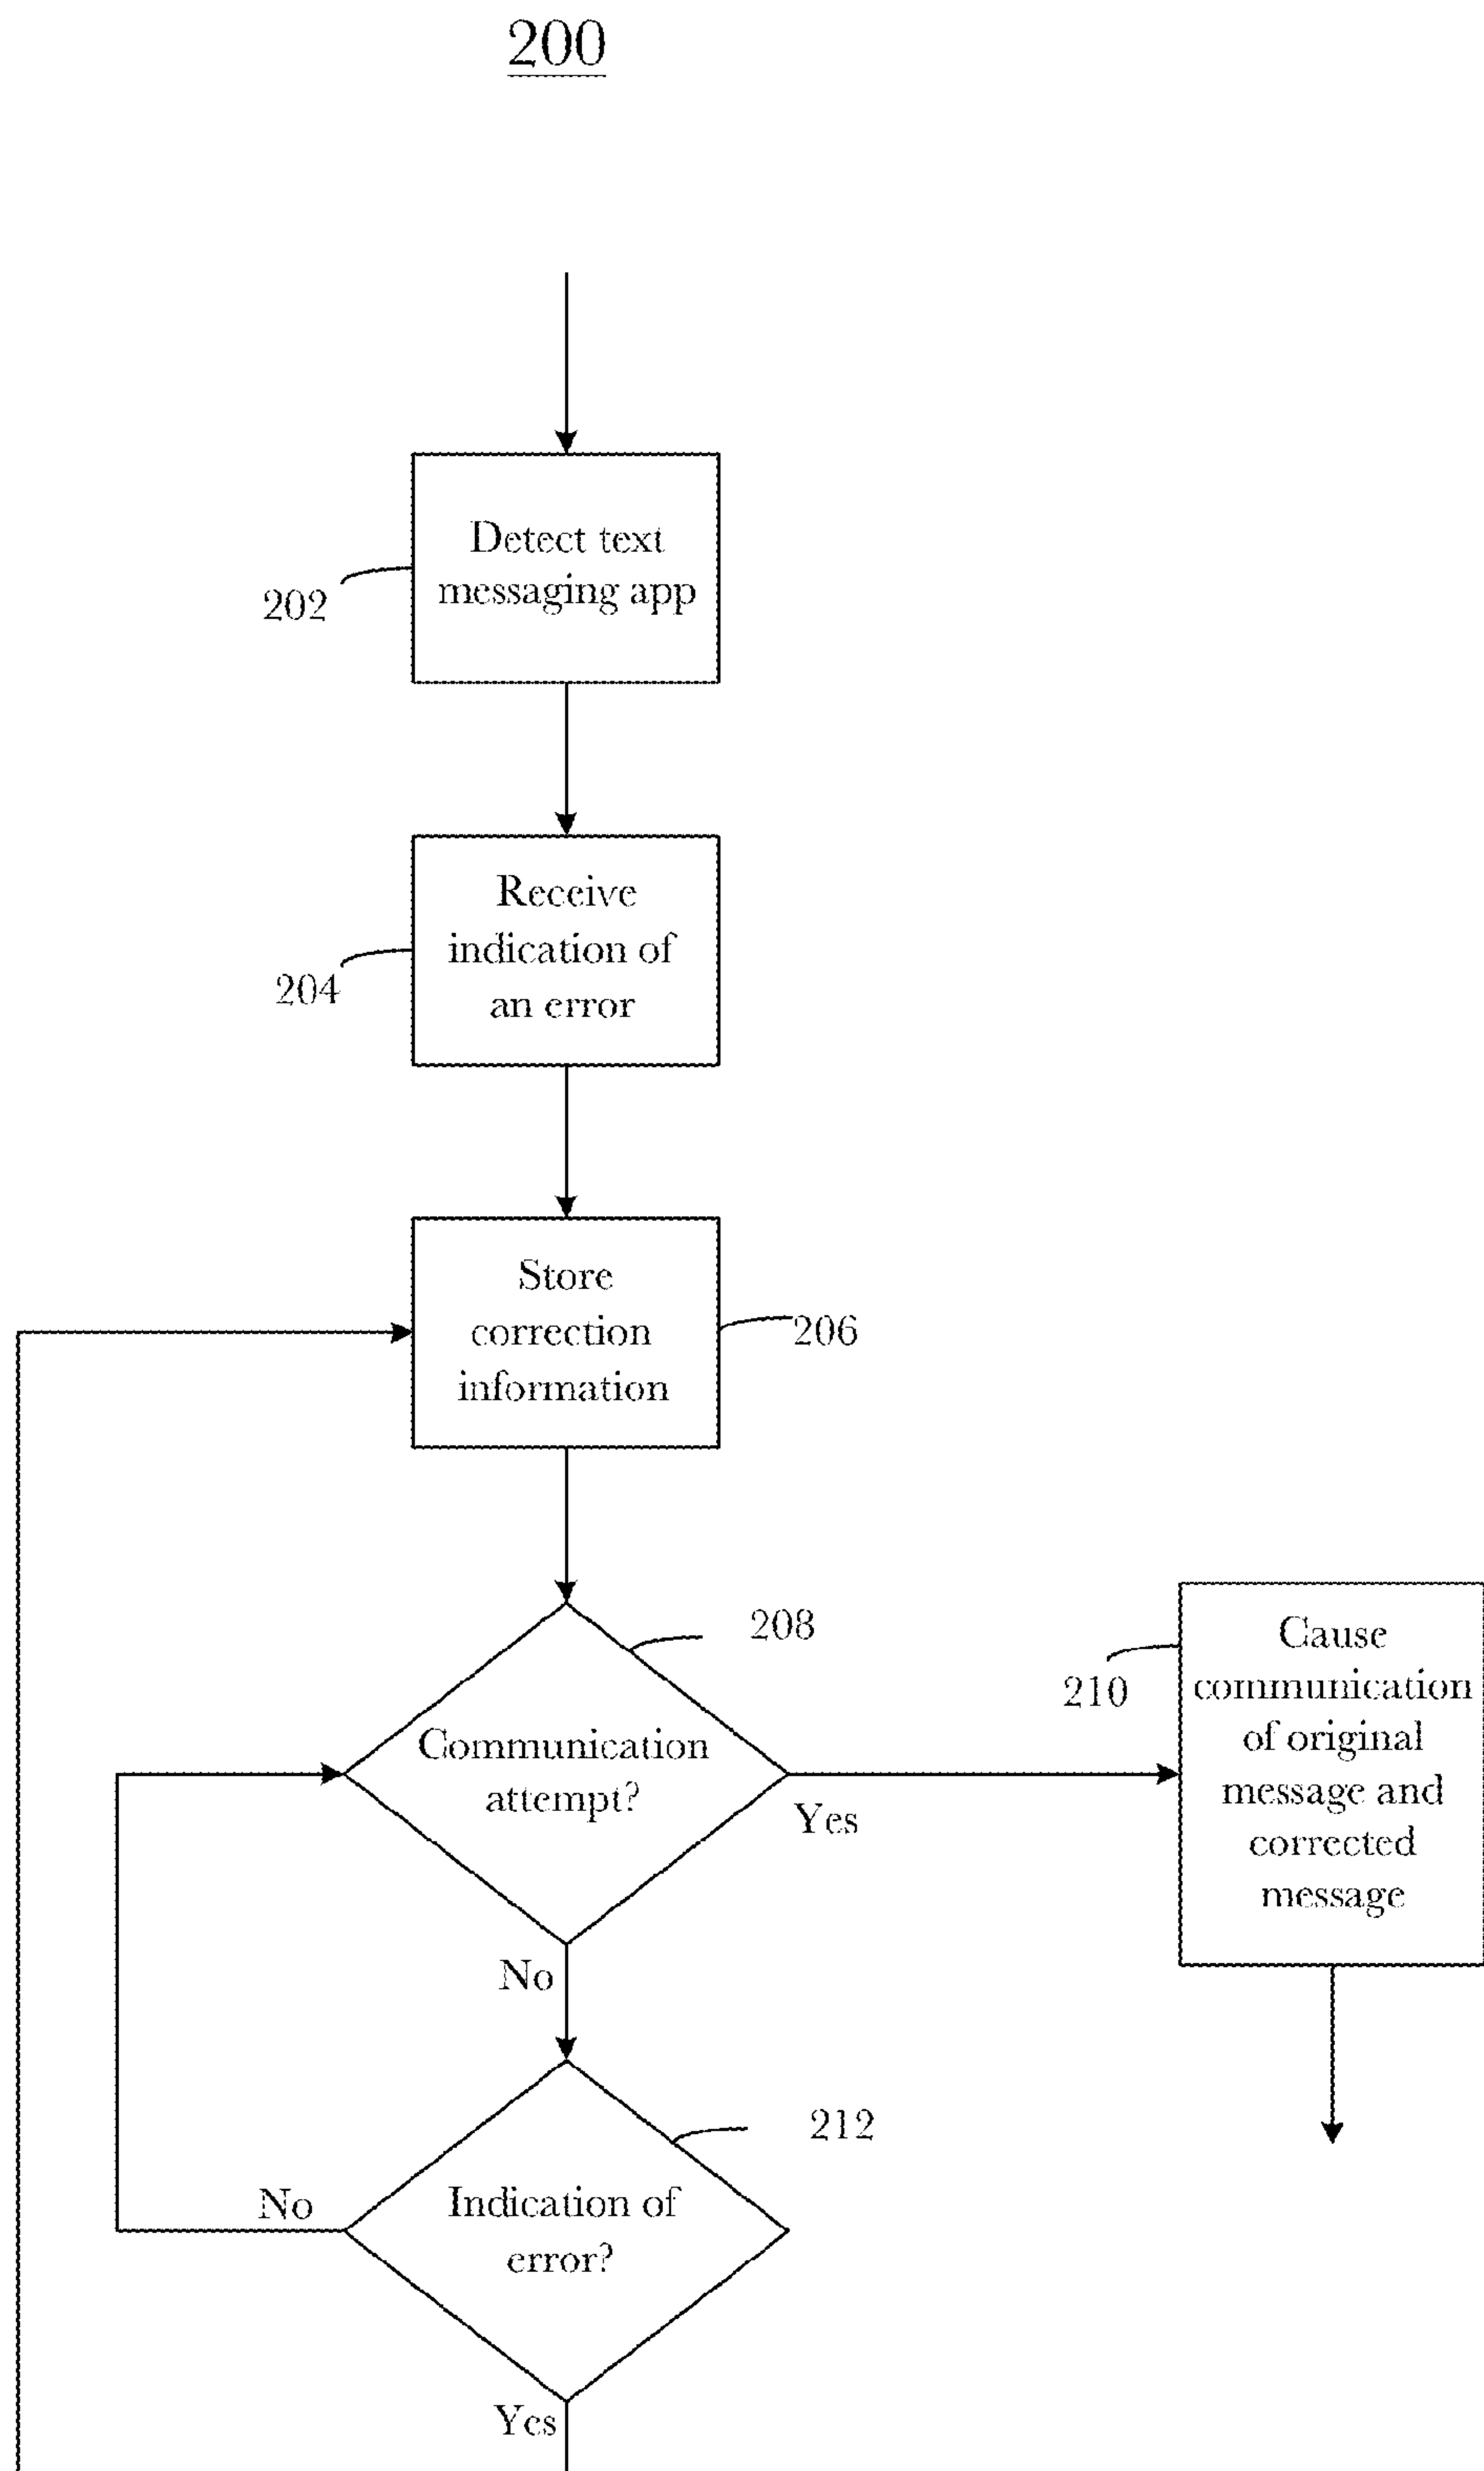 200
Detect text
messaging app
202
Receive
indication of
an error
204
Store
correction
information
206
208
Communication
attempt?
Yes
No
Cause
communication
of original
message and
corrected
message
210
212
Indication of
error?
No
Yes